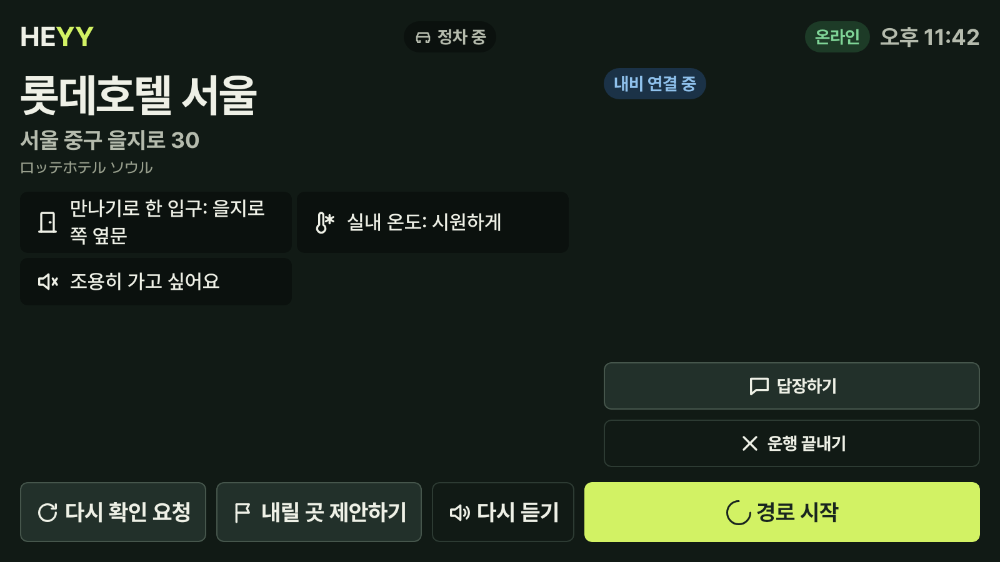 HEYY
정차 중
온라인
오후 11:42
롯데호텔 서울
내비 연결 중
서울 중구 을지로 30
ロッテホテル ソウル
만나기로 한 입구: 을지로
쪽 옆문
실내 온도: 시원하게
조용히 가고 싶어요
답장하기
운행 끝내기
다시 확인 요청
내릴 곳 제안하기
다시 듣기
경로 시작